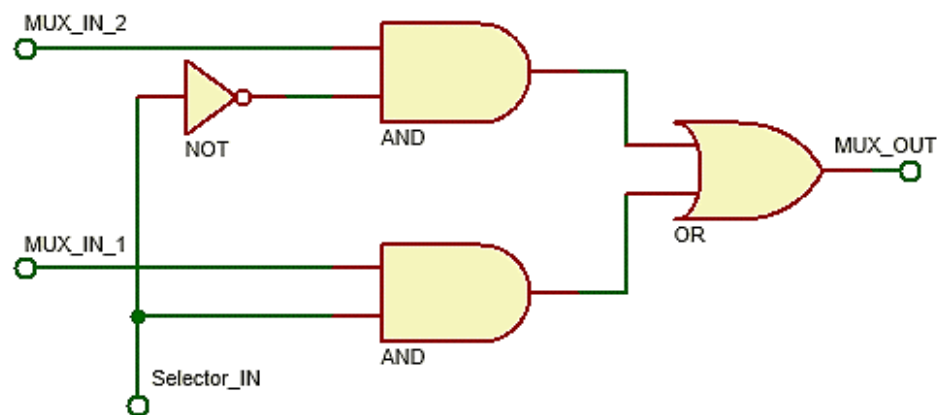 MUX_IN_2
NOT
AND
MUX_OUT
OR
MUX_IN_1
AND
Selector_IN